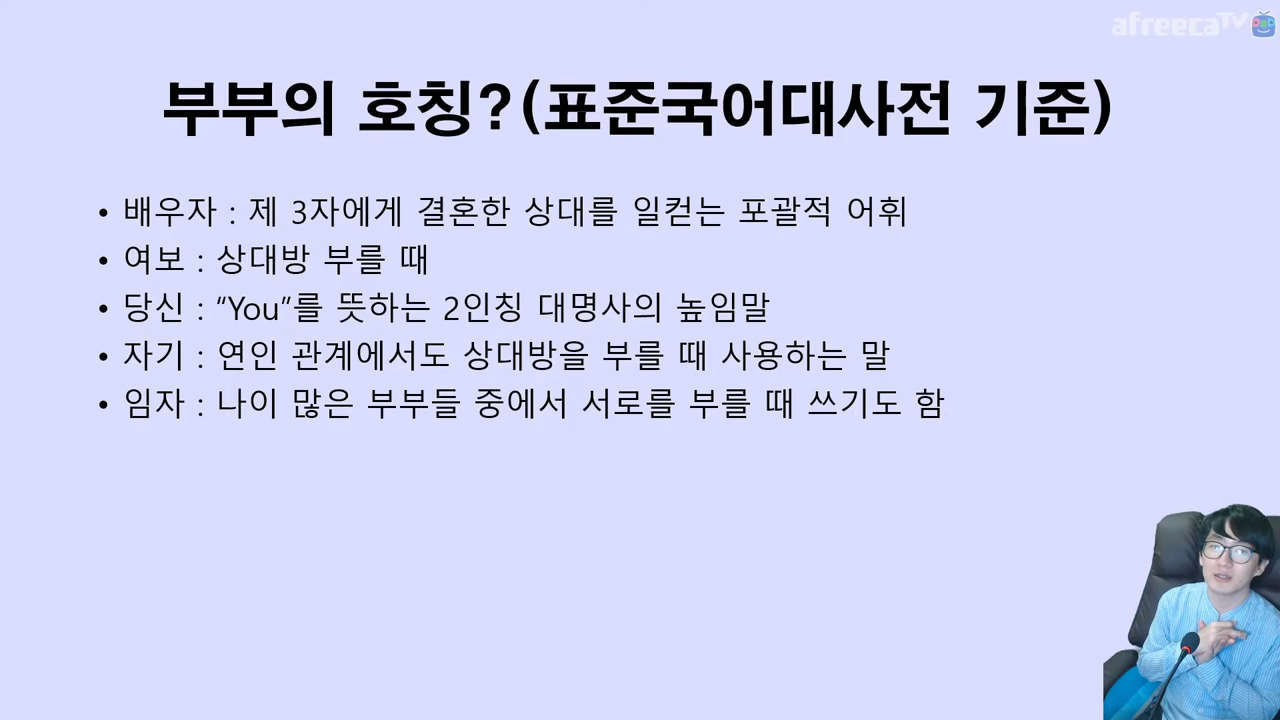 afreecaTV
부부의 호칭?(표준국어대사전 기준)
• 배우자 : 제 3자에게 결혼한 상대를 일컫는 포괄적 어휘
• 여보 : 상대방 부를 때
• 당신 : “You”를 뜻하는 2인칭 대명사의 높임말
• 자기 : 연인 관계에서도 상대방을 부를 때 사용하는 말
• 임자 : 나이 많은 부부들 중에서 서로를 부를 때 쓰기도 함